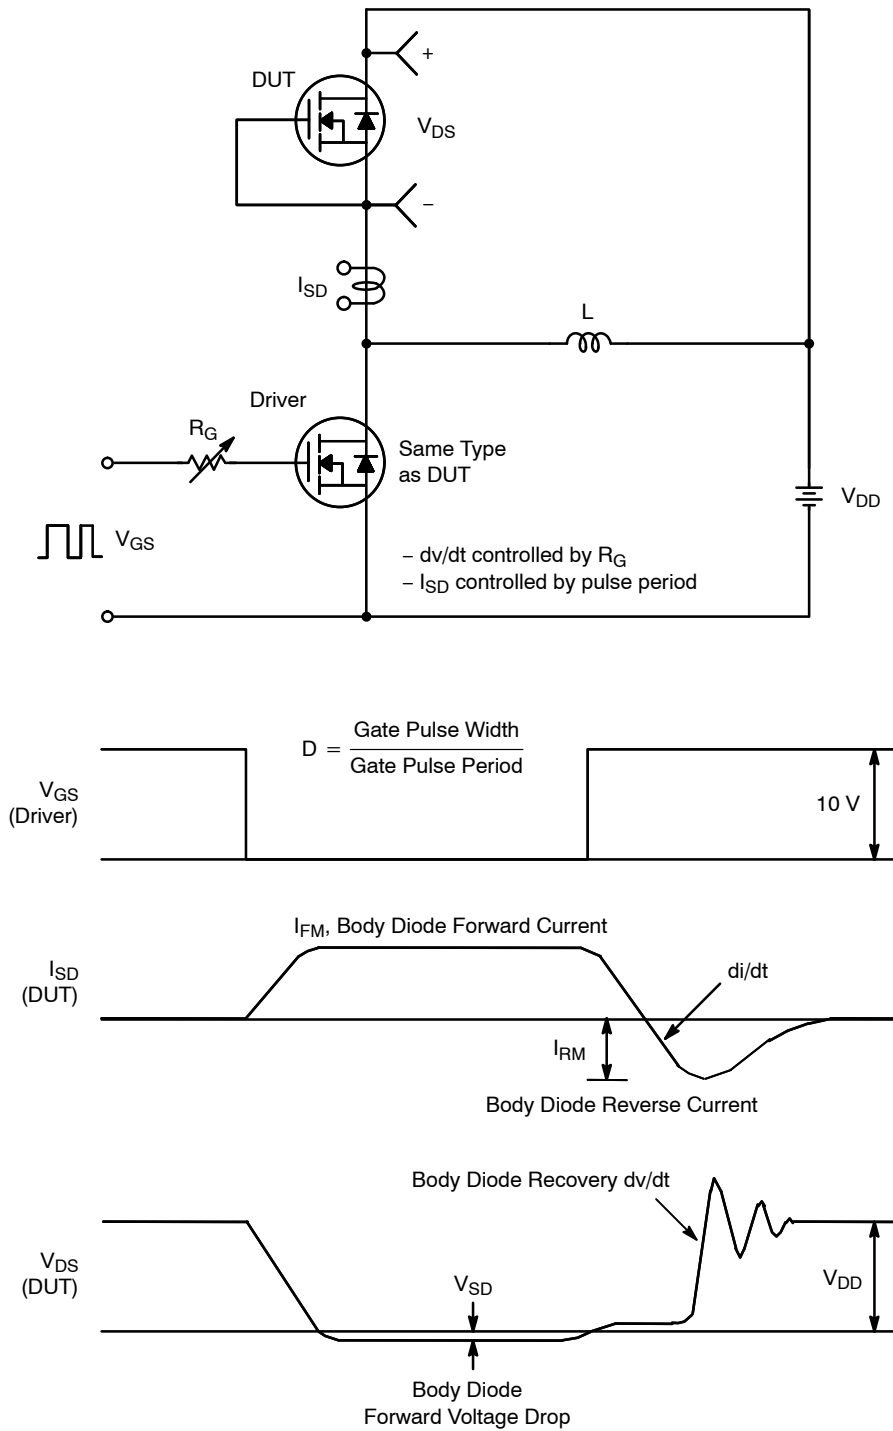 DUT
+
V_DS
−
I_SD
L
Driver
R_G
Same Type
as DUT
V_DD
V_GS
− dv/dt controlled by R_G
− I_SD controlled by pulse period
D = Gate Pulse Width
Gate Pulse Period
V_GS
(Driver)
10 V
I_FM, Body Diode Forward Current
I_SD
(DUT)
di/dt
I_RM
Body Diode Reverse Current
Body Diode Recovery dv/dt
V_DS
(DUT)
V_SD
V_DD
Body Diode
Forward Voltage Drop